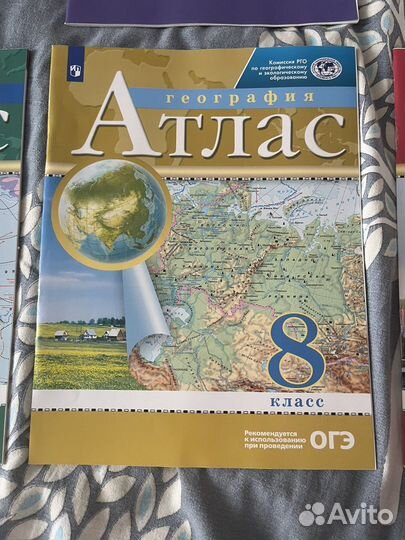 Комиссия РГО
по географическому
и экологическому
образованию
география
Атлас
8
класс
Рекомендуется
к использованию
при проведении
ОГЭ
Avito